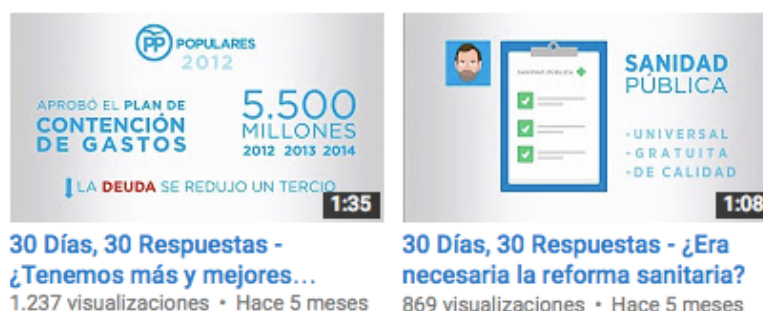 PP POPULARES
2012
APROBÓ EL PLAN DE
CONTENCIÓN
DE GASTOS
5.500
MILLONES
2012 2013 2014
LA DEUDA SE REDUJO UN TERCIO
1:35
30 Días, 30 Respuestas -
¿Tenemos más y mejores...
1.237 visualizaciones • Hace 5 meses
SANIDAD PÚBLICA
SANIDAD
PÚBLICA
-UNIVERSAL
-GRATUITA
-DE CALIDAD
1:08
30 Días, 30 Respuestas - ¿Era
necesaria la reforma sanitaria?
869 visualizaciones • Hace 5 meses